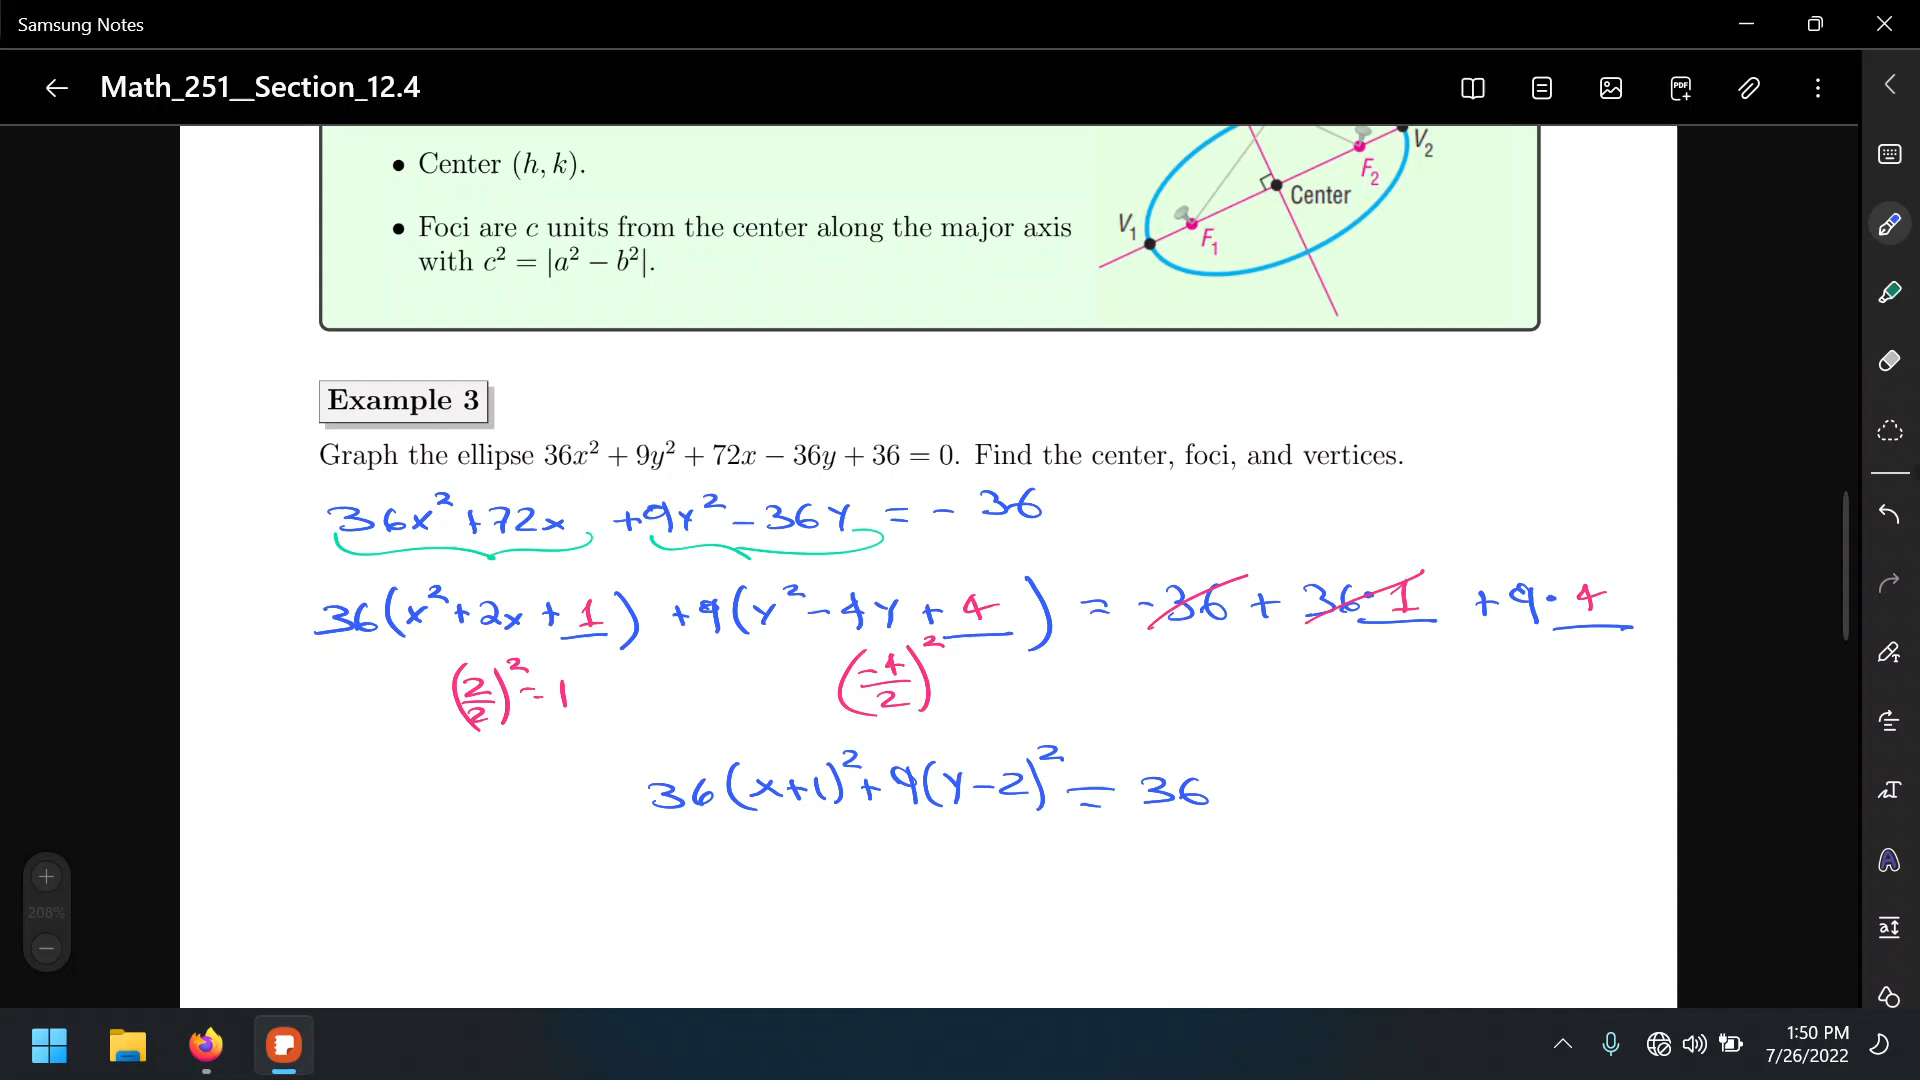 Samsung Notes
Math_251__Section_12.4
PDF
• Center (h, k).
• Foci are c units from the center along the major axis
with c² = |a² − b²|.
V₂
F₂
Center
V₁
F₁
Example 3
Graph the ellipse 36x² + 9y² + 72x − 36y + 36 = 0. Find the center, foci, and vertices.
36x² + 72x + 9y² − 36y = − 36
36(x² + 2x + 1) + 9(y² − 4y + 4) = −36 + 36·1 + 9·4
(2/2)² = 1 (−4/2)²
36(x+1)² + 9(y−2)² = 36
208%
1:50 PM
7/26/2022